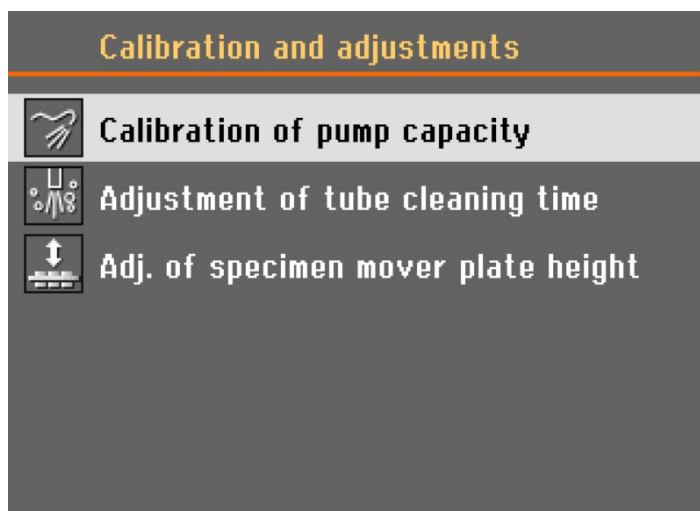 Calibration and adjustments
Calibration of pump capacity
Adjustment of tube cleaning time
Adj. of specimen mover plate height